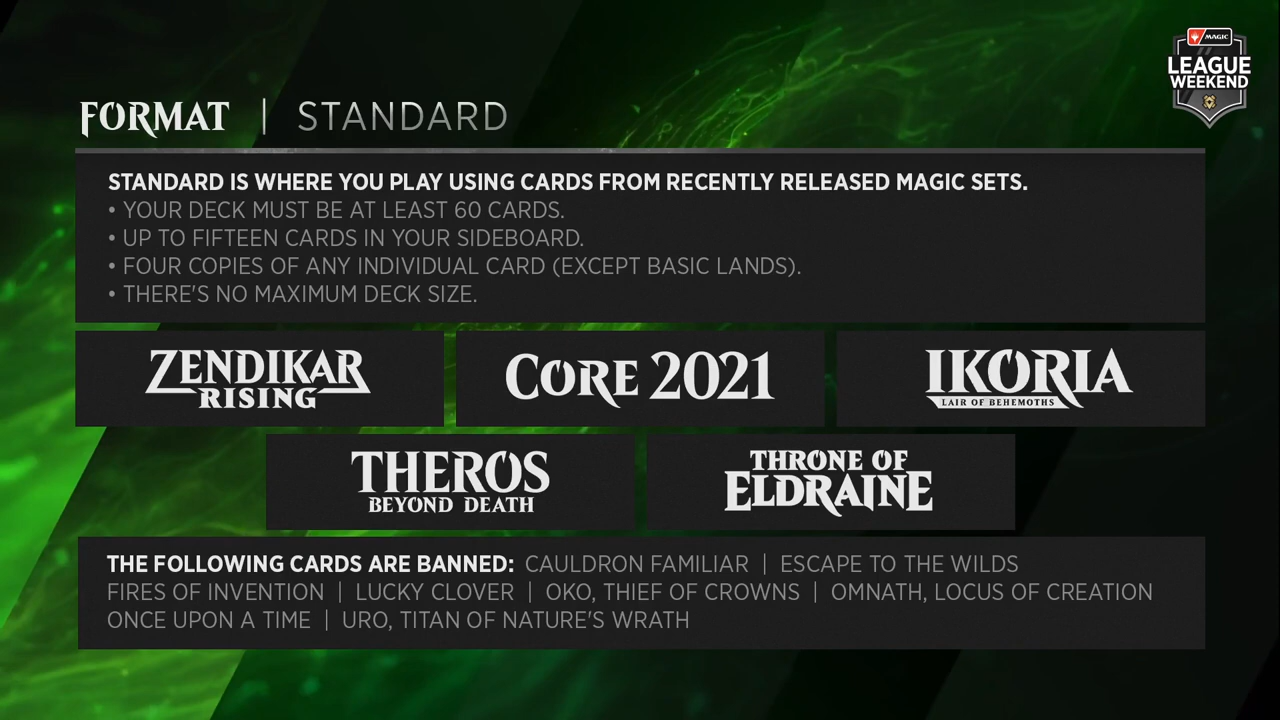 MAGIC
LEAGUE
WEEKEND
FORMAT | STANDARD
STANDARD IS WHERE YOU PLAY USING CARDS FROM RECENTLY RELEASED MAGIC SETS.
• YOUR DECK MUST BE AT LEAST 60 CARDS.
• UP TO FIFTEEN CARDS IN YOUR SIDEBOARD.
• FOUR COPIES OF ANY INDIVIDUAL CARD (EXCEPT BASIC LANDS).
• THERE'S NO MAXIMUM DECK SIZE.
ZENDIKAR
RISING
CORE 2021
IKORIA
LAIR OF BEHEMOTHS
THEROS
BEYOND DEATH
THRONE OF
ELDRAINE
THE FOLLOWING CARDS ARE BANNED: CAULDRON FAMILIAR | ESCAPE TO THE WILDS
FIRES OF INVENTION | LUCKY CLOVER | OKO, THIEF OF CROWNS | OMNATH, LOCUS OF CREATION
ONCE UPON A TIME | URO, TITAN OF NATURE'S WRATH